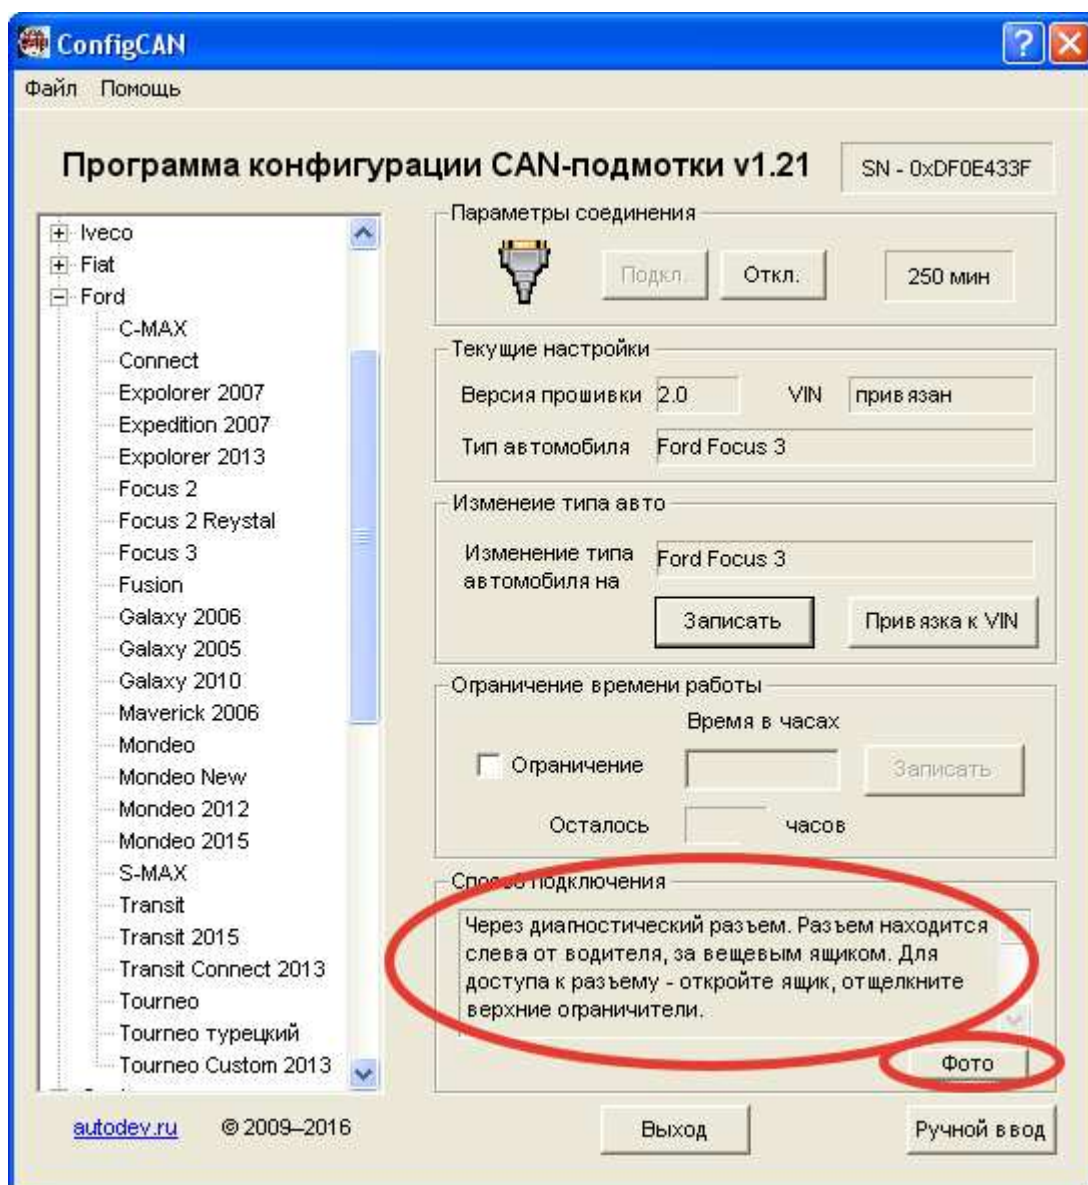 ConfigCAN
Файл Помощь
Программа конфигурации CAN-подмотки v1.21
SN - 0xDF0E433F
Iveco
Fiat
Ford
C-MAX
Connect
Expolorer 2007
Expedition 2007
Expolorer 2013
Focus 2
Focus 2 Reystal
Focus 3
Fusion
Galaxy 2006
Galaxy 2005
Galaxy 2010
Maverick 2006
Mondeo
Mondeo New
Mondeo 2012
Mondeo 2015
S-MAX
Transit
Transit 2015
Transit Connect 2013
Tourneo
Tourneo турецкий
Tourneo Custom 2013
Параметры соединения
Подкл. Откл. 250 мин
Текущие настройки
Версия прошивки 2.0 VIN привязан
Тип автомобиля Ford Focus 3
Изменеие типа авто
Изменение типа
автомобиля на
Ford Focus 3
Записать Привязка к VIN
Ограничение времени работы
Время в часах
Ограничение Записать
Осталось часов
Способ подключения
Через диагностический разъем. Разъем находится
слева от водителя, за вещевым ящиком. Для
доступа к разъему - откройте ящик, отщелкните
верхние ограничители.
Фото
autodev.ru © 2009–2016 Выход Ручной ввод